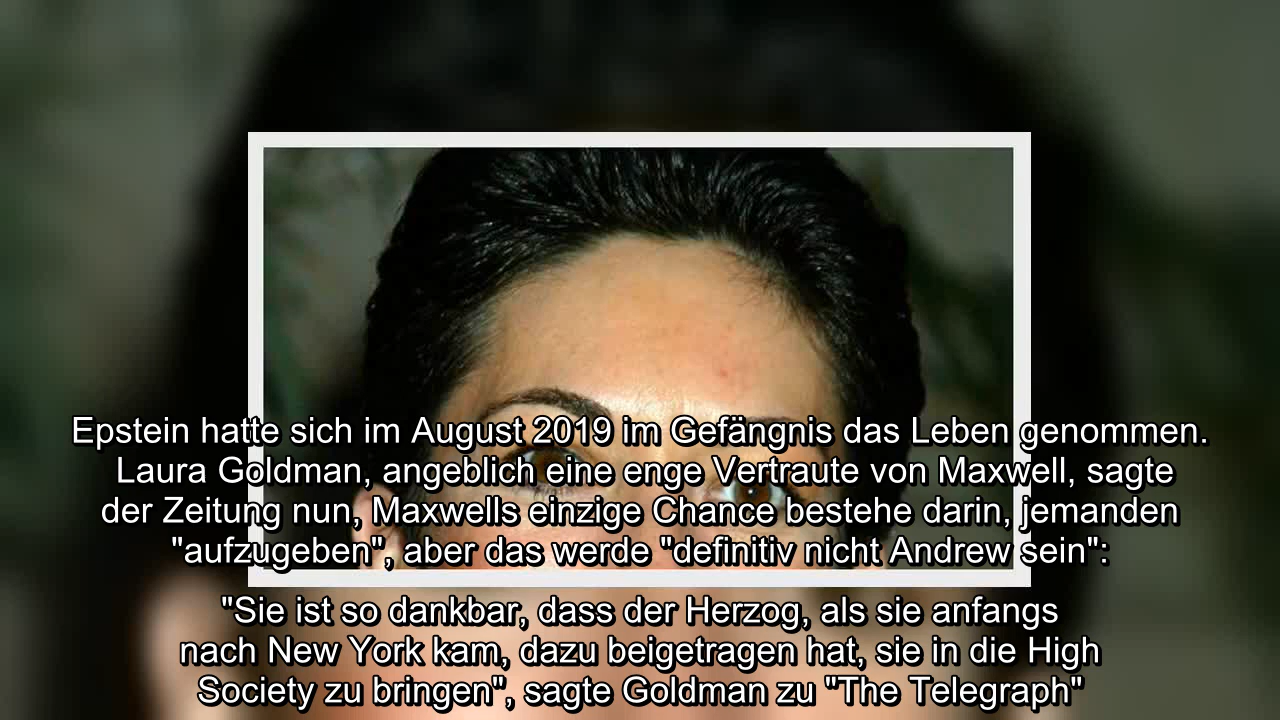 Epstein hatte sich im August 2019 im Gefängnis das Leben genommen.
Laura Goldman, angeblich eine enge Vertraute von Maxwell, sagte
der Zeitung nun, Maxwells einzige Chance bestehe darin, jemanden
"aufzugeben", aber das werde "definitiv nicht Andrew sein":
"Sie ist so dankbar, dass der Herzog, als sie anfangs
nach New York kam, dazu beigetragen hat, sie in die High
Society zu bringen", sagte Goldman zu "The Telegraph"